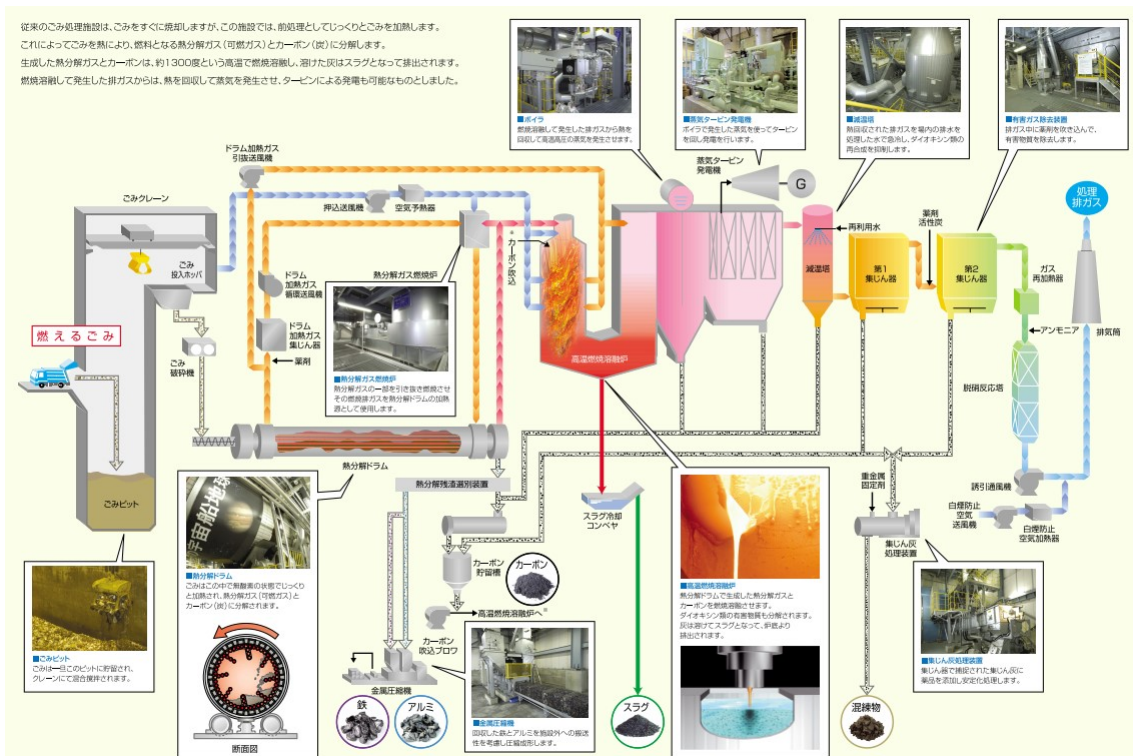 従来のごみ処理施設は、ごみをすぐに焼却しますが、この施設では、前処理としてじっくりとごみを加熱します。
これによってごみを熱により、燃料となる熱分解ガス（可燃ガス）とカーボン（炭）に分解します。
生成した熱分解ガスとカーボンは、約1300度という高温で燃焼溶融し、溶けた灰はスラグとなって排出されます。
燃焼溶融して発生した排ガスからは、熱を回収して蒸気を発生させ、タービンによる発電も可能なものとしました。
■ボイラ
燃焼溶融して発生した排ガスから熱を
回収して高温高圧の蒸気を発生させます。
■蒸気タービン発電機
ボイラで発生した蒸気を使ってタービン
を回し発電を行います。
■減温塔
熱回収された排ガスを場内の排水を
処理した水で急冷し、ダイオキシン類の
再合成を抑制します。
■有害ガス除去装置
排ガス中に薬剤を吹き込んで、
有害物質を除去します。
ドラム加熱ガス
引抜送風機
ごみクレーン
押込送風機
空気予熱器
蒸気タービン
発電機
G
処理
排ガス
ごみ
投入ホッパ
ドラム
加熱ガス
循環送風機
熱分解ガス燃焼炉
※カーボン吹込
再利用水
減温塔
薬剤
活性炭
第1
集じん器
第2
集じん器
ガス
再加熱器
燃えるごみ
ドラム
加熱ガス
集じん器
薬剤
ごみ
破砕機
アンモニア
排気筒
高温燃焼溶融炉
脱硝反応塔
■熱分解ガス燃焼炉
熱分解ガスの一部を引き抜き燃焼させ
その燃焼排ガスを熱分解ドラムの加熱
源として使用します。
熱分解ドラム
熱分解残渣選別装置
ごみピット
スラグ冷却
コンベヤ
重金属
固定剤
誘引通風機
白煙防止
空気
送風機
白煙防止
空気加熱器
集じん灰
処理装置
宇宙船地球
カーボン
貯留槽
カーボン
高温燃焼溶融炉へ※
カーボン
吹込ブロワ
■熱分解ドラム
ごみはこの中で無酸素の状態でじっくり
と加熱され、熱分解ガス（可燃ガス）と
カーボン（炭）に分解されます。
断面図
■ごみピット
ごみは一旦このピットに貯留され、
クレーンにて混合攪拌されます。
金属圧縮機
鉄
アルミ
■金属圧縮機
回収した鉄とアルミを施設外への搬送
性を考慮し圧縮成形します。
スラグ
■高温燃焼溶融炉
熱分解ドラムで生成した熱分解ガスと
カーボンを燃焼溶融させます。
ダイオキシン類の有害物質も分解されます。
灰は溶けてスラグとなって、炉底より
排出されます。
混練物
■集じん灰処理装置
集じん器で捕捉された集じん灰に
薬品を添加し安定化処理します。